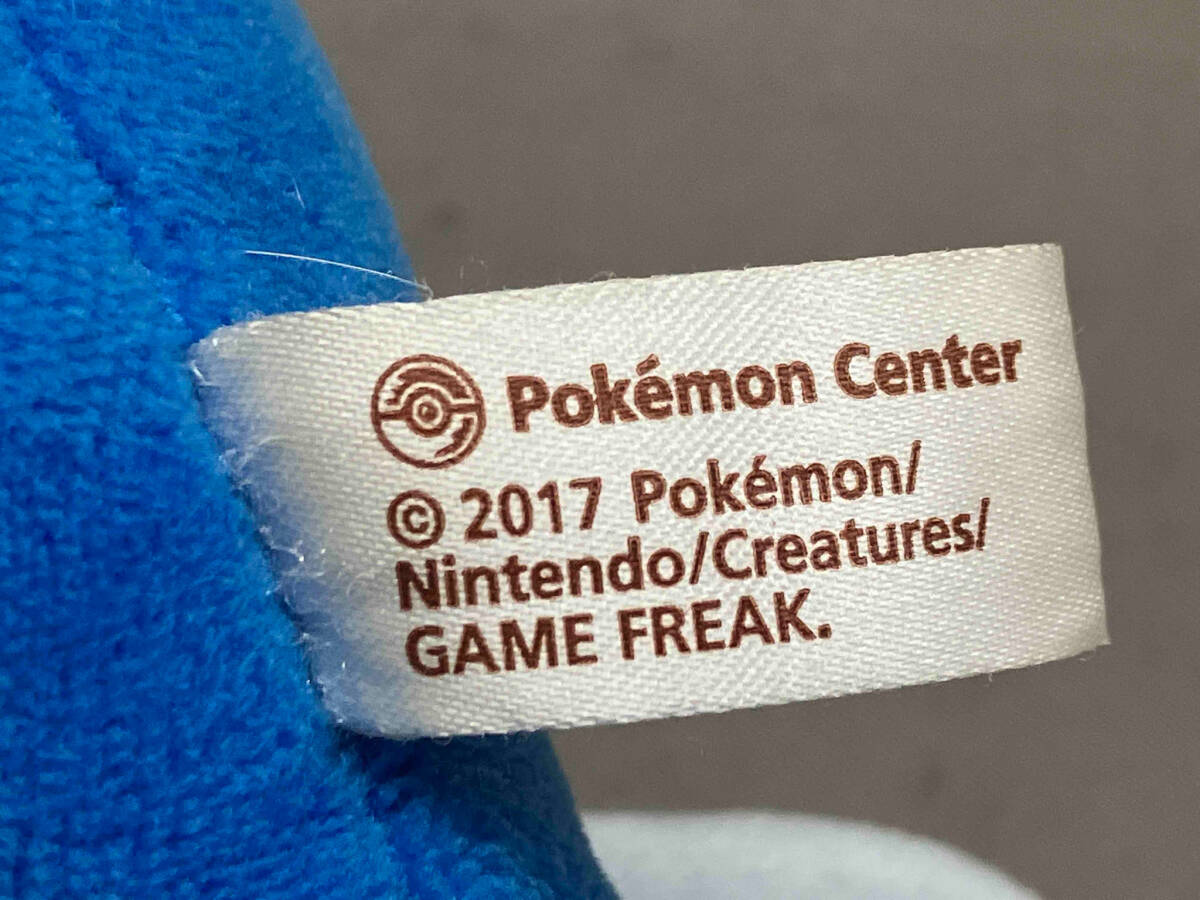 Pokémon Center
© 2017 Pokémon/
Nintendo/Creatures/
GAME FREAK.